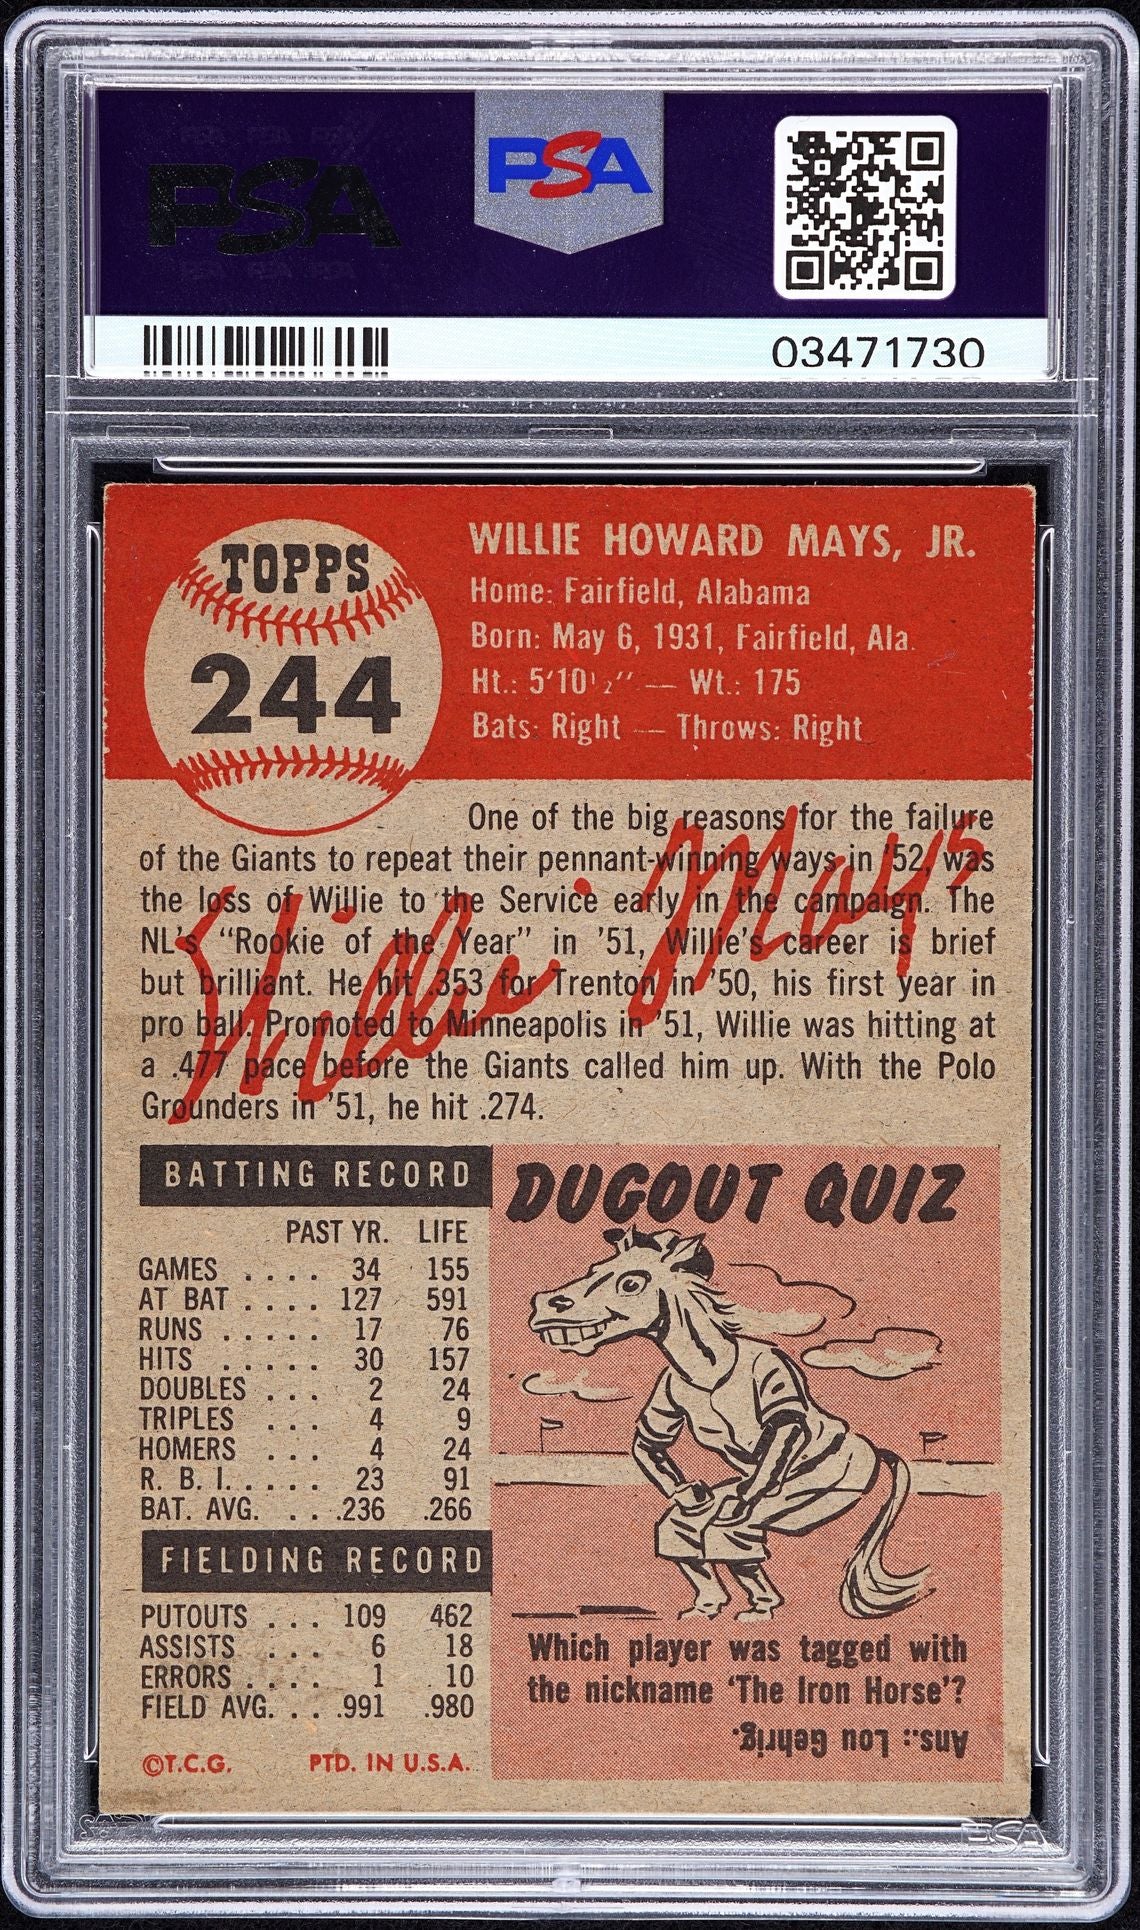 PSA
PSA
03471730
TOPPS
244
WILLIE HOWARD MAYS, JR.
Home: Fairfield, Alabama
Born: May 6, 1931, Fairfield, Ala.
Ht.: 5'10½" — Wt.: 175
Bats: Right — Throws: Right
One of the big reasons for the failure
of the Giants to repeat their pennant-winning ways in '52, was
the loss of Willie to the Service early in the campaign. The
NL's "Rookie of the Year" in '51, Willie's career is brief
but brilliant. He hit .353 for Trenton in '50, his first year in
pro ball. Promoted to Minneapolis in '51, Willie was hitting at
a .477 pace before the Giants called him up. With the Polo
Grounders in '51, he hit .274.
Willie Mays
BATTING RECORD
PAST YR. LIFE
GAMES .... 34 155
AT BAT .... 127 591
RUNS ..... 17 76
HITS ..... 30 157
DOUBLES ... 2 24
TRIPLES ... 4 9
HOMERS ... 4 24
R. B. I. .... 23 91
BAT. AVG. ... .236 .266
FIELDING RECORD
PUTOUTS ... 109 462
ASSISTS ... 6 18
ERRORS .... 1 10
FIELD AVG. ... .991 .980
©T.C.G. PTD. IN U.S.A.
DUGOUT QUIZ
Which player was tagged with
the nickname 'The Iron Horse'?
Ans.: Lou Gehrig.
PSA